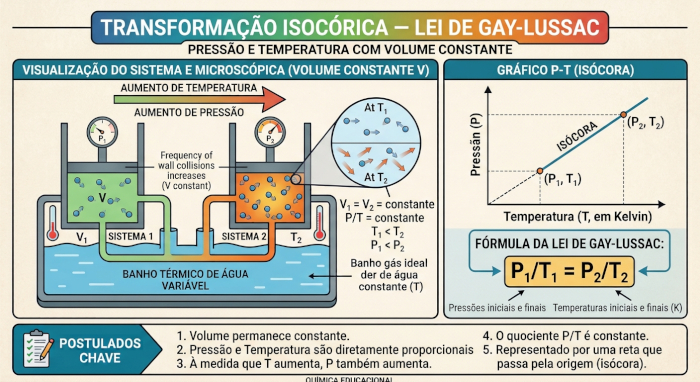 TRANSFORMAÇÃO ISOCÓRICA — LEI DE GAY-LUSSAC
PRESSÃO E TEMPERATURA COM VOLUME CONSTANTE
VISUALIZAÇÃO DO SISTEMA E MICROSCÓPICA (VOLUME CONSTANTE V)
AUMENTO DE TEMPERATURA
AUMENTO DE PRESSÃO
P₁
P₂
At T₁
At T₂
Frequency of
wall collisions
increases
(V constant)
V
V₁
SISTEMA 1
SISTEMA 2
T₂
V₁ = V₂ = constante
P/T = constante
T₁ < T₂
P₁ < P₂
BANHO TÉRMICO DE ÁGUA
VARIÁVEL
Banho gás ideal
der de água
constante (T)
GRÁFICO P-T (ISÓCORA)
Pressãn (P)
ISÓCORA
(P₂, T₂)
(P₁, T₁)
Temperatura (T, em Kelvin)
FÓRMULA DA LEI DE GAY-LUSSAC:
P₁/T₁ = P₂/T₂
Pressões iniciais e finais
Temperaturas iniciais e finais (K)
POSTULADOS
CHAVE
1. Volume permanece constante.
2. Pressão e Temperatura são diretamente proporcionais
3. À medida que T aumenta, P também aumenta.
4. O quociente P/T é constante.
5. Representado por uma reta que
passa pela origem (isócora).
QUÍMICA EDUCACIONAL